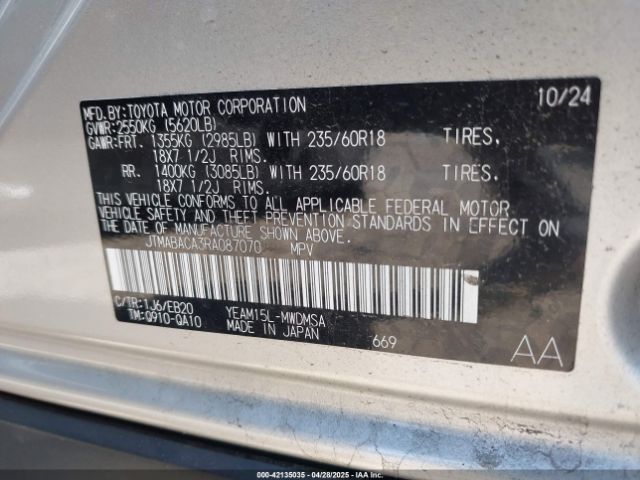 MFD.BY:TOYOTA MOTOR CORPORATION 10/24
GVWR:2550KG (5620LB)
GAWR:FRT. 1355KG (2985LB) WITH 235/60R18 TIRES,
18X7 1/2J RIMS.
RR. 1400KG (3085LB) WITH 235/60R18 TIRES,
18X7 1/2J RIMS.
THIS VEHICLE CONFORMS TO ALL APPLICABLE FEDERAL MOTOR
VEHICLE SAFETY AND THEFT PREVENTION STANDARDS IN EFFECT ON
THE DATE OF MANUFACTURE SHOWN ABOVE.
JTMABACA3RA087070 MPV
C/TR:1J6/EB20 YEAM15L-MWDMSA
TM:Q910-QA10 MADE IN JAPAN 669
AA
000-42135035 - 04/28/2025 - IAAI.COM